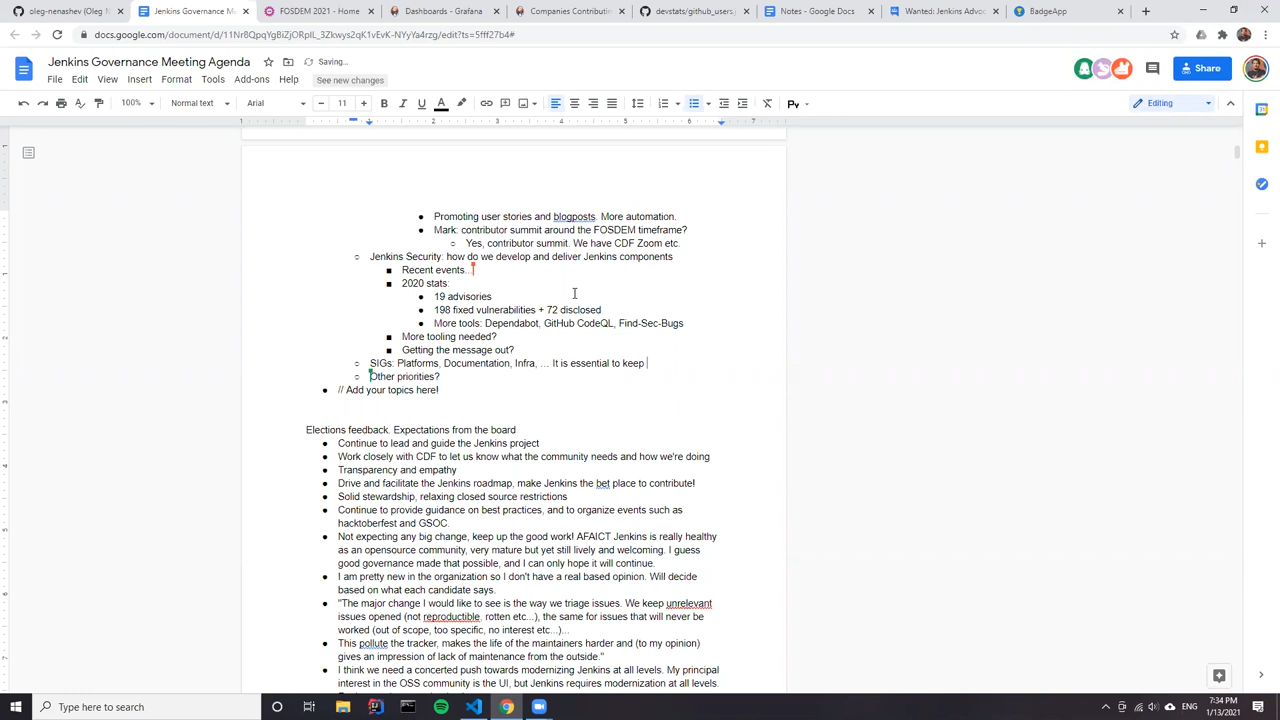 oleg-nenashev (Oleg N
Jenkins Governance M
FOSDEM 2021 - Home
Dashboards - Grafana
Companies Contributin
devstats/github_users.j
Notes - Google Docs
Wanted: Jenkins Advoc
BadgeApp
docs.google.com/document/d/11Nr8QpqYgBiZjORplL_3Zkwys2qK1vEvK-NYyYa4rzg/edit?ts=5ff27b4#
Jenkins Governance Meeting Agenda
Saving...
Share
File Edit View Insert Format Tools Add-ons Help See new changes
100% Normal text Arial 11 B I U A Pv Editing
1 1 2 3 4 5 6 7
Promoting user stories and blogposts. More automation.
Mark: contributor summit around the FOSDEM timeframe?
Yes, contributor summit. We have CDF Zoom etc.
Jenkins Security: how do we develop and deliver Jenkins components
Recent events...
2020 stats:
19 advisories
198 fixed vulnerabilities + 72 disclosed
More tools: Dependabot, GitHub CodeQL, Find-Sec-Bugs
More tooling needed?
Getting the message out?
SIGs: Platforms, Documentation, Infra, … It is essential to keep
Other priorities?
// Add your topics here!
Elections feedback. Expectations from the board
Continue to lead and guide the Jenkins project
Work closely with CDF to let us know what the community needs and how we're doing
Transparency and empathy
Drive and facilitate the Jenkins roadmap, make Jenkins the bet place to contribute!
Solid stewardship, relaxing closed source restrictions
Continue to provide guidance on best practices, and to organize events such as
hacktoberfest and GSOC.
Not expecting any big change, keep up the good work! AFAICT Jenkins is really healthy
as an opensource community, very mature but yet still lively and welcoming. I guess
good governance made that possible, and I can only hope it will continue.
I am pretty new in the organization so I don't have a real based opinion. Will decide
based on what each candidate says.
"The major change I would like to see is the way we triage issues. We keep unrelevant
issues opened (not reproductible, rotten etc...), the same for issues that will never be
worked (out of scope, too specific, no interest etc...)...
This pollute the tracker, makes the life of the maintainers harder and (to my opinion)
gives an impression of lack of maintenance from the outside."
I think we need a concerted push towards modernizing Jenkins at all levels. My principal
interest in the OSS community is the UI, but Jenkins requires modernization at all levels.
Type here to search
ENG
7:34 PM
1/13/2021